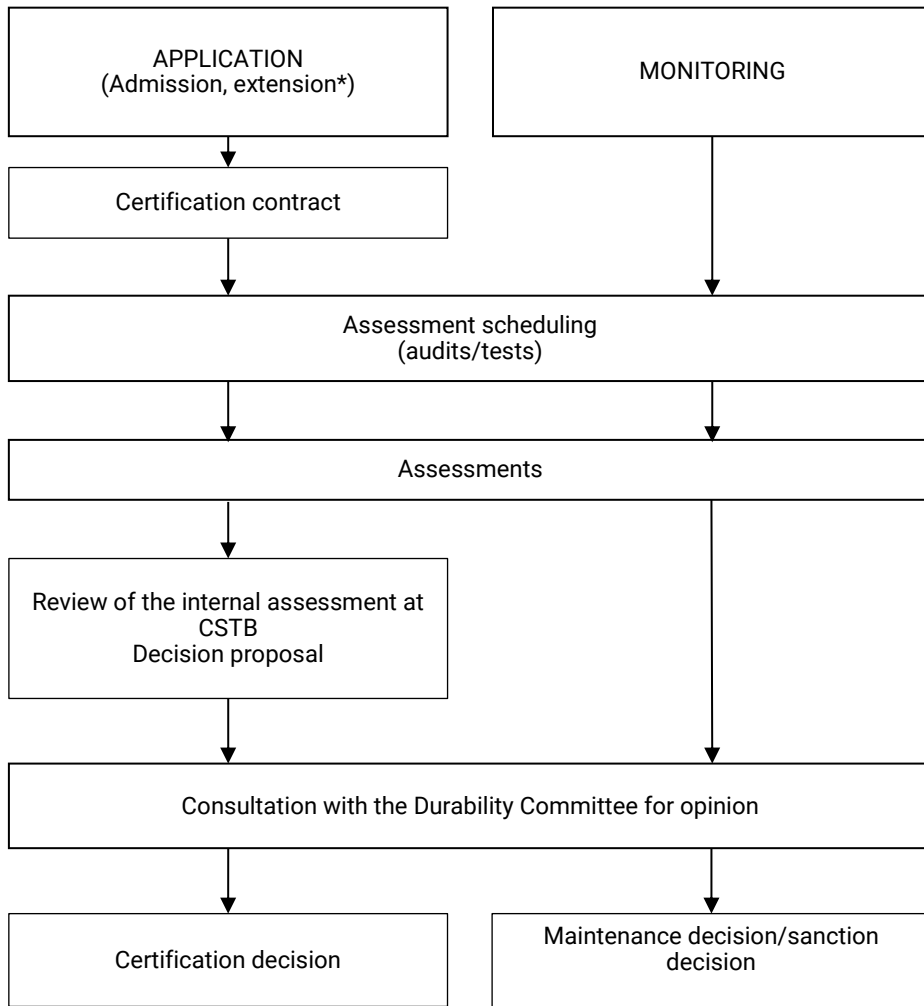 APPLICATION
(Admission, extension*)
MONITORING
Certification contract
Assessment scheduling
(audits/tests)
Assessments
Review of the internal assessment at
CSTB
Decision proposal
Consultation with the Durability Committee for opinion
Certification decision
Maintenance decision/sanction
decision